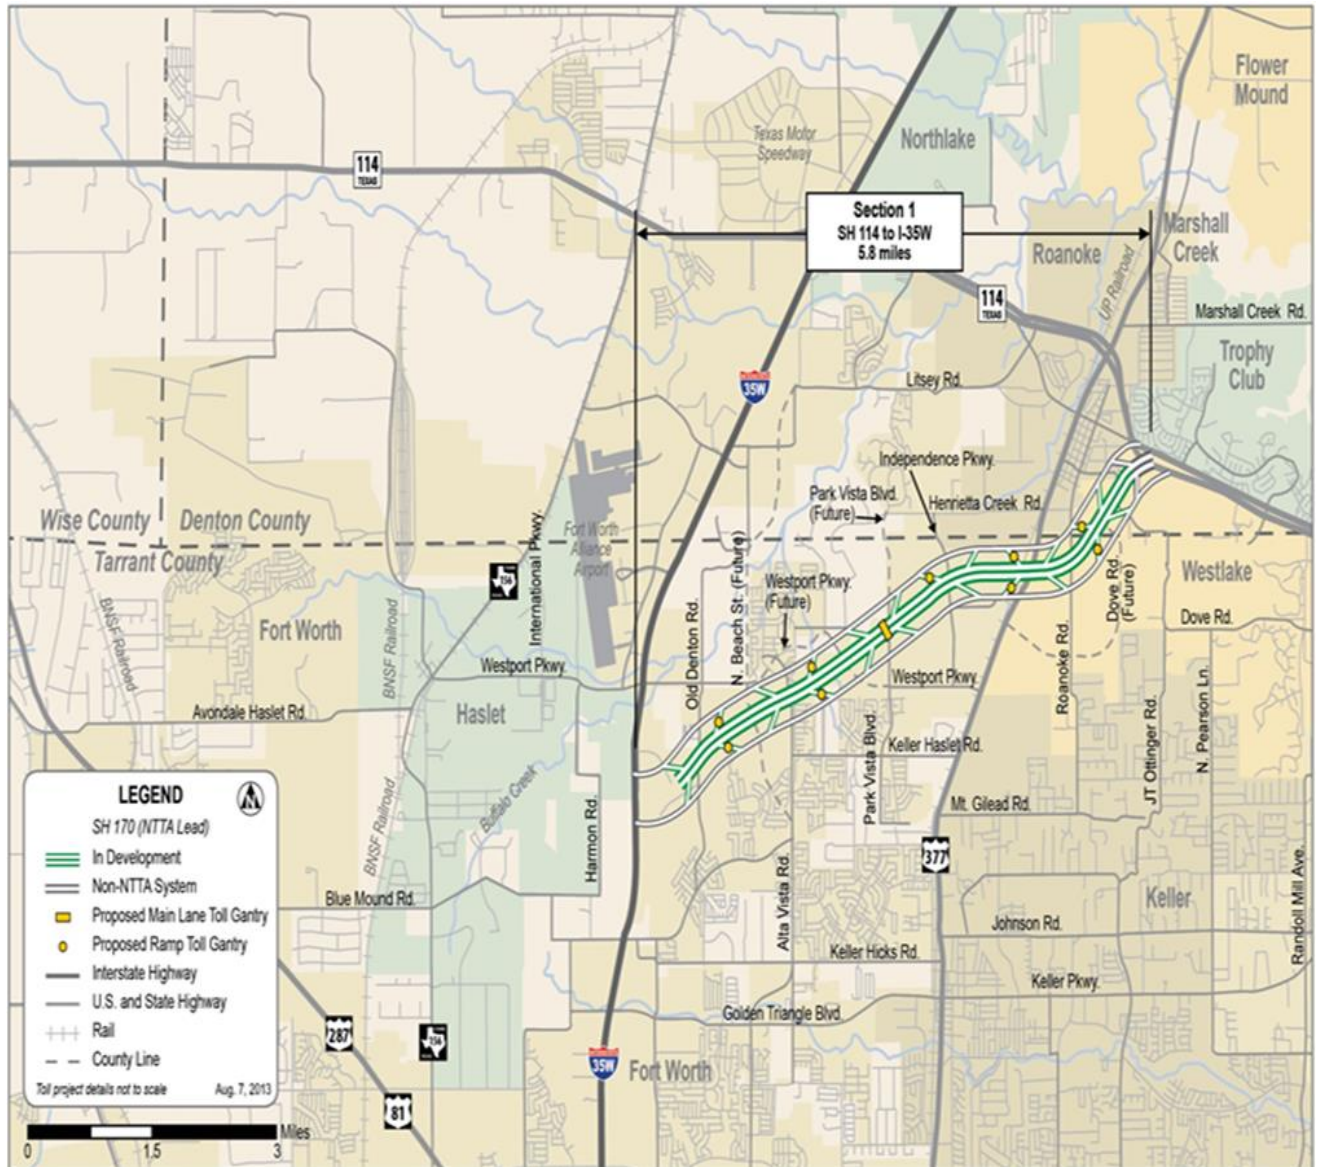 Flower
Mound
Texas Motor
Speedway
Northlake
114
TEXAS
Section 1
SH 114 to I-35W
5.8 miles
Marshall
Creek
Roanoke
UP Railroad
114
TEXAS
Marshall Creek Rd.
Trophy
Club
35W
Litsey Rd.
Independence Pkwy.
Park Vista Blvd.
(Future)
Henrietta Creek Rd.
Wise County
Denton County
Tarrant County
Fort Worth
Alliance
Airport
International Pkwy.
N. Beach St. (Future)
Westport Pkwy.
(Future)
Dove Rd.
(Future)
Westlake
Dove Rd.
156
BNSF Railroad
BNSF Railroad
Fort Worth
Old Denton Rd.
Roanoke Rd.
Westport Pkwy.
Westport Pkwy.
Avondale Haslet Rd.
Haslet
Park Vista Blvd.
Keller Haslet Rd.
JT Ottinger Rd.
N. Pearson Ln.
Mt. Gilead Rd.
Buffalo Creek
BNSF Railroad
Harmon Rd.
377
Alta Vista Rd.
Blue Mound Rd.
Keller
Johnson Rd.
Randoll Mill Ave.
Keller Hicks Rd.
Keller Pkwy.
Golden Triangle Blvd.
287
156
35W
Fort Worth
81
LEGEND
N
SH 170 (NTTA Lead)
In Development
Non-NTTA System
Proposed Main Lane Toll Gantry
Proposed Ramp Toll Gantry
Interstate Highway
U.S. and State Highway
Rail
County Line
Toll project details not to scale
Aug. 7, 2013
Miles
0 1.5 3